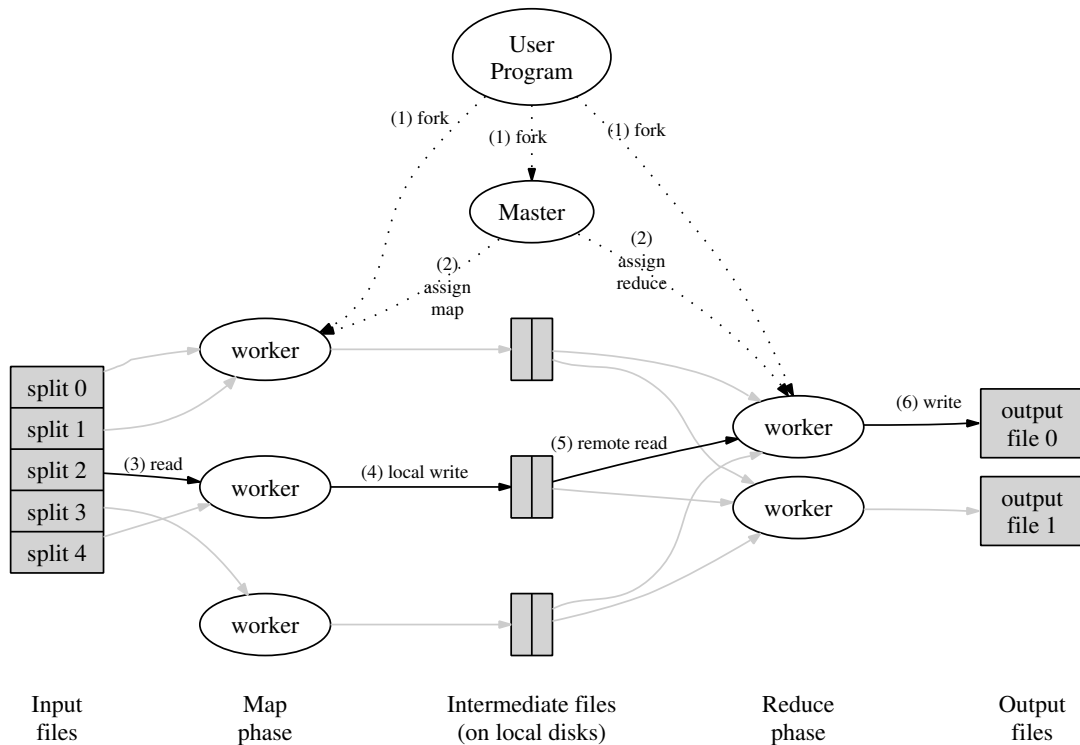 User
Program
(1) fork
(1) fork
(1) fork
Master
(2)
assign
map
(2)
assign
reduce
worker
split 0
split 1
split 2
split 3
split 4
(3) read
worker
(4) local write
(5) remote read
worker
(6) write
output
file 0
worker
output
file 1
worker
Input
files
Map
phase
Intermediate files
(on local disks)
Reduce
phase
Output
files